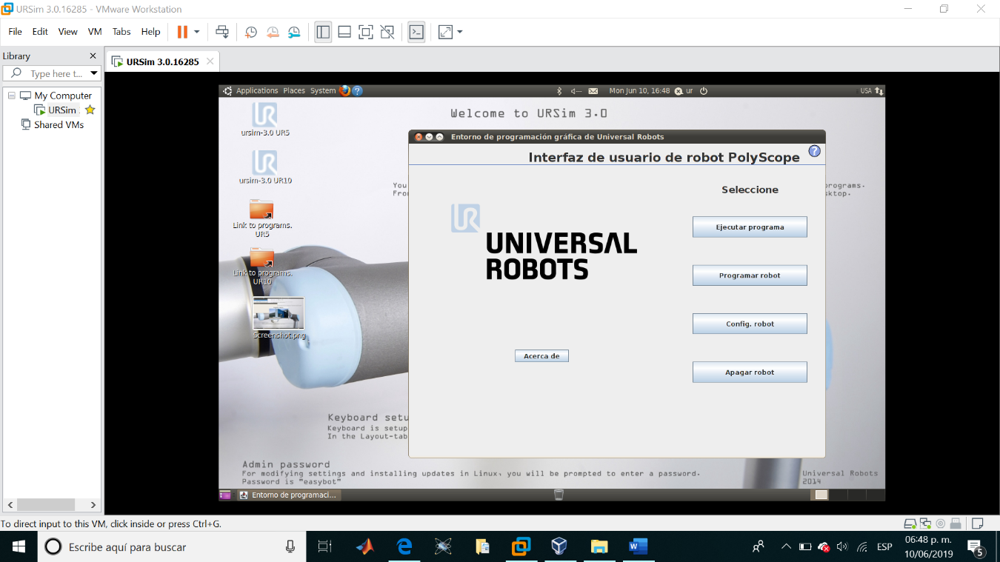 URSim 3.0.16285 - VMware Workstation
File Edit View VM Tabs Help
Library
Type here t...
My Computer
URSim
Shared VMs
URSim 3.0.16285
Applications Places System
Mon Jun 10, 16:48
ur
USA
ursim-3.0 UR5
ursim-3.0 UR10
Link to programs.
UR5
Link to programs.
UR10
Screenshot.png
Welcome to URSim 3.0
You
programs.
ktop.
Entorno de programación gráfica de Universal Robots
Interfaz de usuario de robot PolyScope
UR
UNIVERSAL
ROBOTS
Acerca de
Seleccione
Ejecutar programa
Programar robot
Config. robot
Apagar robot
Keyboard setu
Keyboard is setup
In the Layout-tab
Admin password
For modifying settings and installing updates in Linux, you will be prompted to enter a password.
Password is "easybot"
Universal Robots
2014
Entorno de programaci...
To direct input to this VM, click inside or press Ctrl+G.
Escribe aquí para buscar
ESP
06:48 p. m.
10/06/2019
5